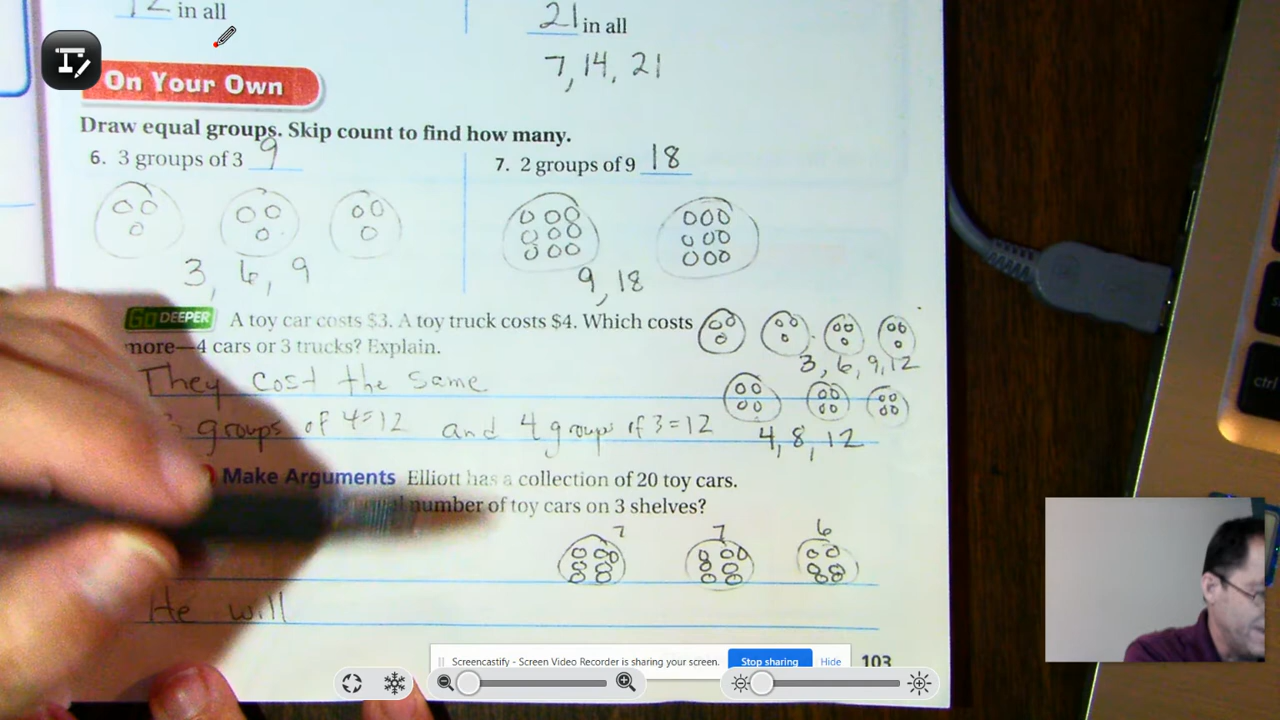 12 in all
21 in all
7, 14, 21
On Your Own
Draw equal groups. Skip count to find how many.
6. 3 groups of 3 9
7. 2 groups of 9 18
3, 6, 9
9, 18
Go DEEPER A toy car costs $3. A toy truck costs $4. Which costs
more—4 cars or 3 trucks? Explain.
3, 6, 9, 12
They cost the same
3 groups of 4=12 and 4 groups of 3=12
4, 8, 12
Make Arguments Elliott has a collection of 20 toy cars.
number of toy cars on 3 shelves?
7 7 6
He will
Screencastify - Screen Video Recorder is sharing your screen. Stop sharing Hide
103
ctrl